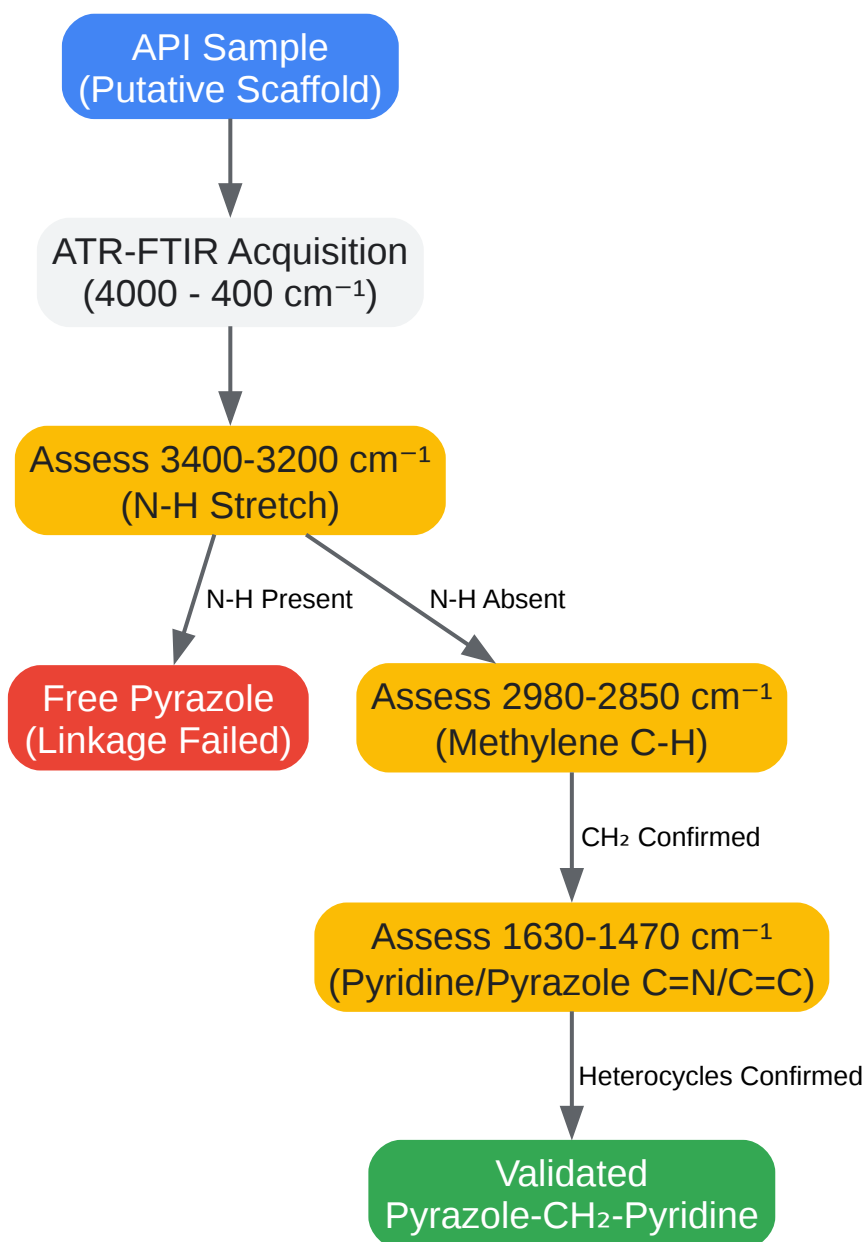 API Sample
(Putative Scaffold)
ATR-FTIR Acquisition
(4000 - 400 cm⁻¹)
Assess 3400-3200 cm⁻¹
(N-H Stretch)
N-H Present
N-H Absent
Free Pyrazole
(Linkage Failed)
Assess 2980-2850 cm⁻¹
(Methylene C-H)
CH₂ Confirmed
Assess 1630-1470 cm⁻¹
(Pyridine/Pyrazole C=N/C=C)
Heterocycles Confirmed
Validated
Pyrazole-CH₂-Pyridine